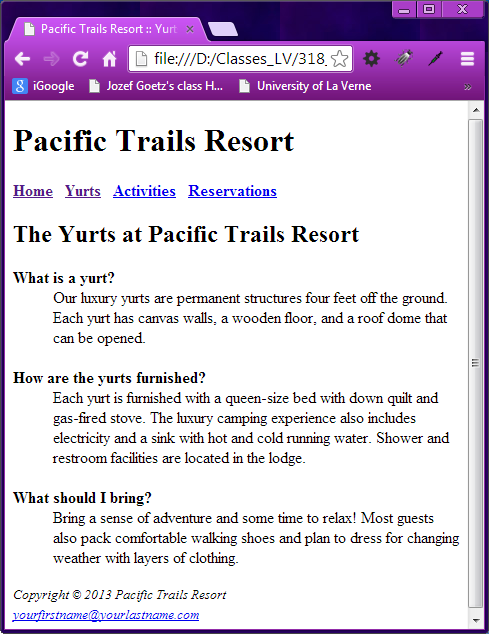 Pacific Trails Resort :: Yurt
file:///D:/Classes_LV/318_
iGoogle Jozef Goetz's class H... University of La Verne »
Pacific Trails Resort
Home Yurts Activities Reservations
The Yurts at Pacific Trails Resort
What is a yurt?
Our luxury yurts are permanent structures four feet off the ground.
Each yurt has canvas walls, a wooden floor, and a roof dome that
can be opened.
How are the yurts furnished?
Each yurt is furnished with a queen-size bed with down quilt and
gas-fired stove. The luxury camping experience also includes
electricity and a sink with hot and cold running water. Shower and
restroom facilities are located in the lodge.
What should I bring?
Bring a sense of adventure and some time to relax! Most guests
also pack comfortable walking shoes and plan to dress for changing
weather with layers of clothing.
Copyright © 2013 Pacific Trails Resort
yourfirstname@yourlastname.com